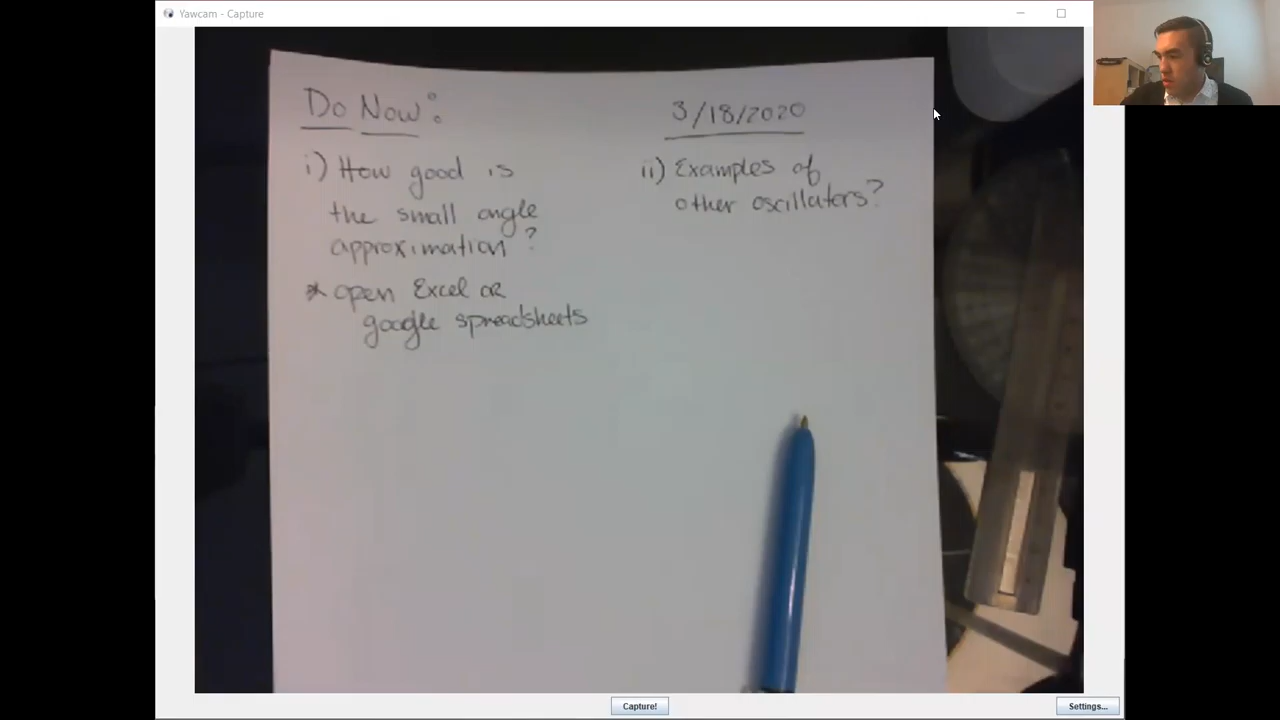 Yawcam - Capture
Do Now:
3/18/2020
i) How good is
the small angle
approximation?
* open Excel or
google spreadsheets
ii) Examples of
other oscillators?
Capture!
Settings...